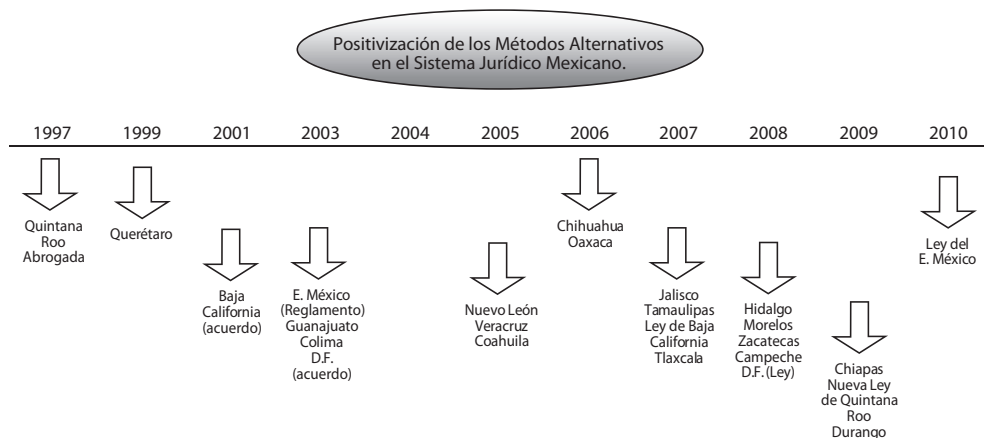 Positivización de los Métodos Alternativos
en el Sistema Jurídico Mexicano.
1997 1999 2001 2003 2004 2005 2006 2007 2008 2009 2010
Quintana
Roo
Abrogada
Querétaro
Baja
California
(acuerdo)
E. México
(Reglamento)
Guanajuato
Colima
D.F.
(acuerdo)
Nuevo León
Veracruz
Coahuila
Chihuahua
Oaxaca
Jalisco
Tamaulipas
Ley de Baja
California
Tlaxcala
Hidalgo
Morelos
Zacatecas
Campeche
D.F. (Ley)
Chiapas
Nueva Ley
de Quintana
Roo
Durango
Ley del
E. México